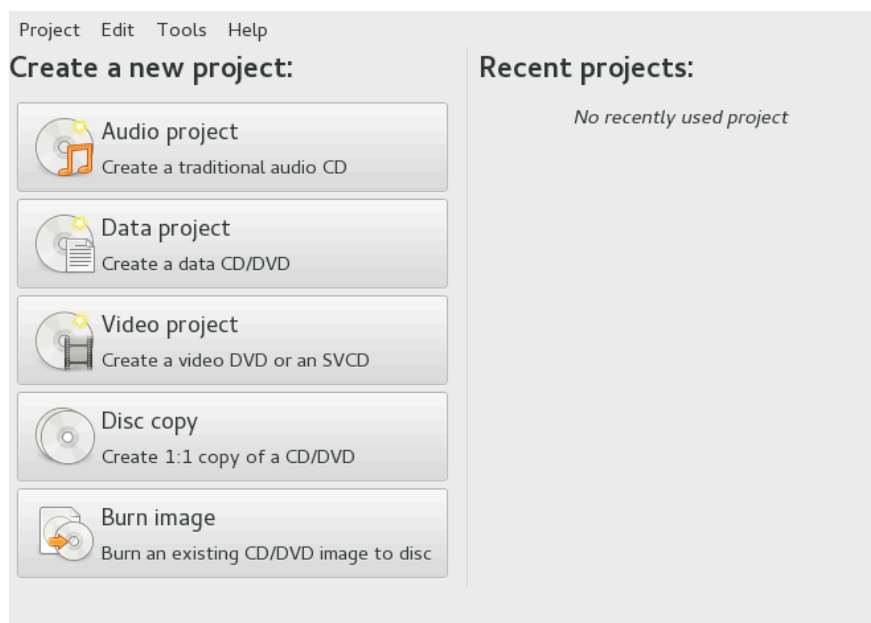 Project Edit Tools Help
Create a new project:
Audio project
Create a traditional audio CD
Data project
Create a data CD/DVD
Video project
Create a video DVD or an SVCD
Disc copy
Create 1:1 copy of a CD/DVD
Burn image
Burn an existing CD/DVD image to disc
Recent projects:
No recently used project